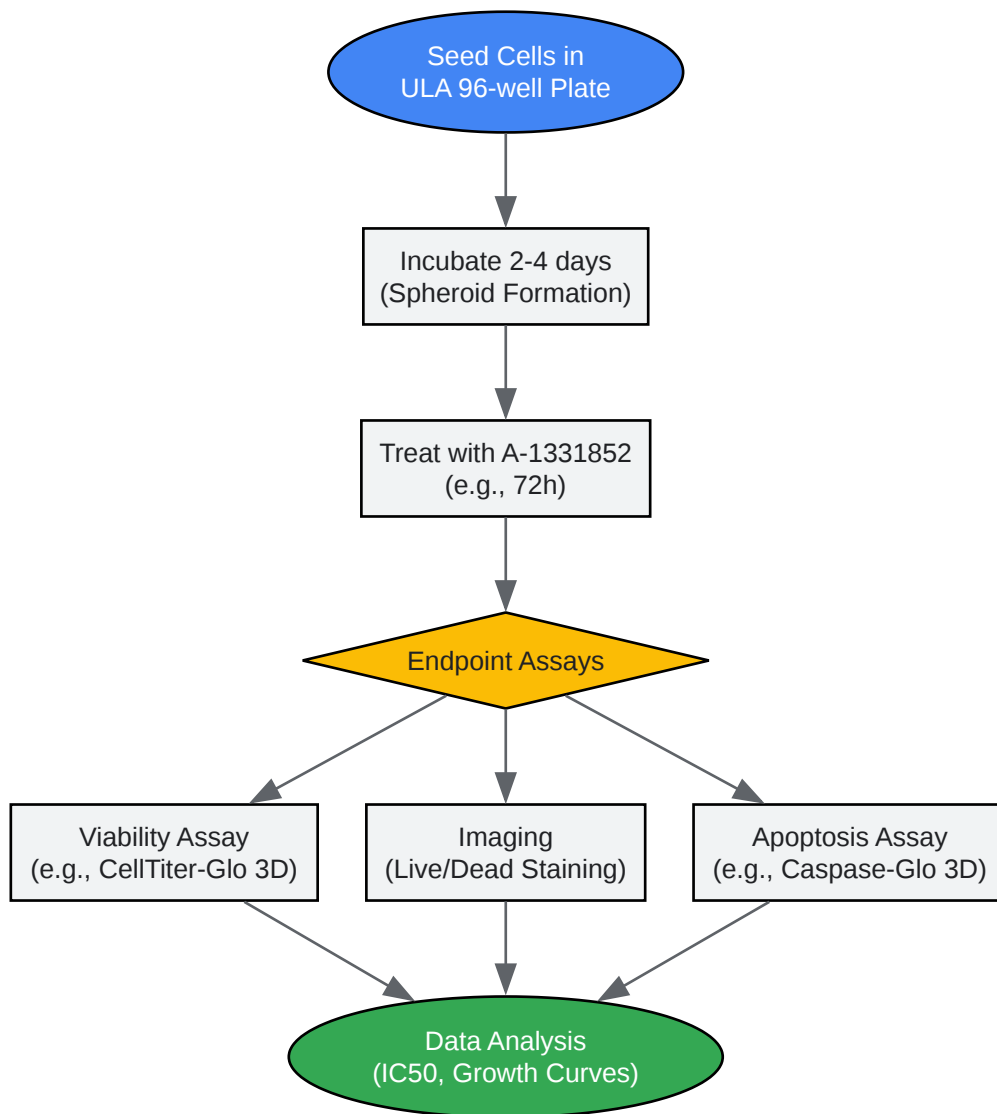 Seed Cells in
ULA 96-well Plate
Incubate 2-4 days
(Spheroid Formation)
Treat with A-1331852
(e.g., 72h)
Endpoint Assays
Viability Assay
(e.g., CellTiter-Glo 3D)
Imaging
(Live/Dead Staining)
Apoptosis Assay
(e.g., Caspase-Glo 3D)
Data Analysis
(IC50, Growth Curves)